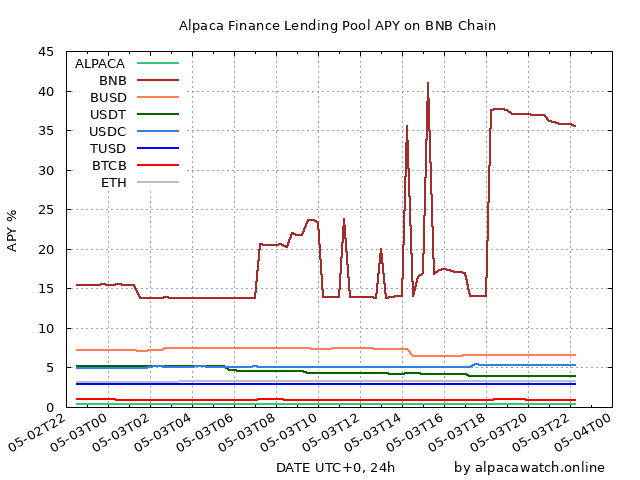 Alpaca Finance Lending Pool APY on BNB Chain
45
40
35
30
25
20
15
10
5
0
APY %
ALPACA
BNB
BUSD
USDT
USDC
TUSD
BTCB
ETH
05-02T22
05-03T00
05-03T02
05-03T04
05-03T06
05-03T08
05-03T10
05-03T12
05-03T14
05-03T16
05-03T18
05-03T20
05-03T22
05-04T00
DATE UTC+0, 24h
by alpacawatch.online